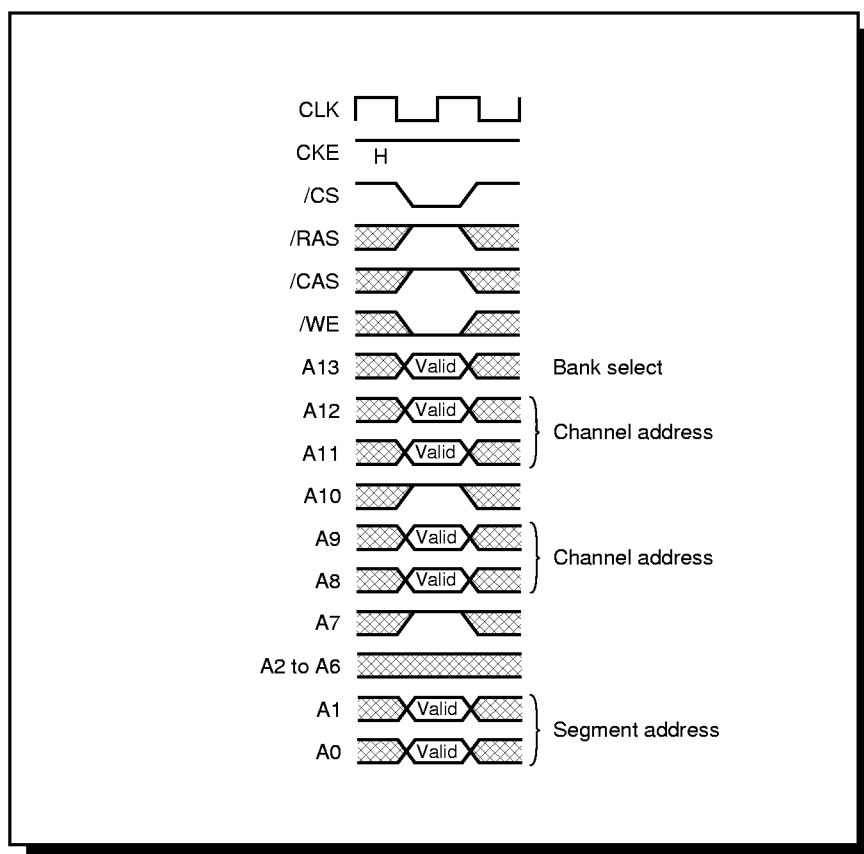 CLK
CKE H
/CS
/RAS
/CAS
/WE
A13 Valid Bank select
A12 Valid
Channel address
A11 Valid
A10
A9 Valid
Channel address
A8 Valid
A7
A2 to A6
A1 Valid
Segment address
A0 Valid